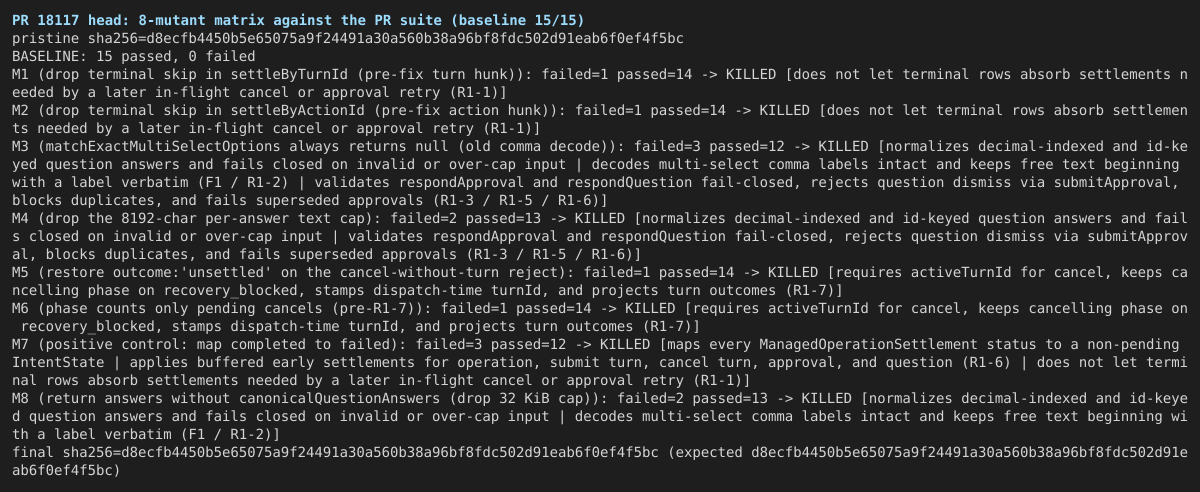 PR 18117 head: 8-mutant matrix against the PR suite (baseline 15/15)
pristine sha256=d8ecfb4450b5e65075a9f24491a30a560b38a96bf8fdc502d91eab6f0ef4f5bc
BASELINE: 15 passed, 0 failed
M1 (drop terminal skip in settleByTurnId (pre-fix turn hunk)): failed=1 passed=14 -> KILLED [does not let terminal rows absorb settlements n
eeded by a later in-flight cancel or approval retry (R1-1)]
M2 (drop terminal skip in settleByActionId (pre-fix action hunk)): failed=1 passed=14 -> KILLED [does not let terminal rows absorb settlemen
ts needed by a later in-flight cancel or approval retry (R1-1)]
M3 (matchExactMultiSelectOptions always returns null (old comma decode)): failed=3 passed=12 -> KILLED [normalizes decimal-indexed and id-ke
yed question answers and fails closed on invalid or over-cap input | decodes multi-select comma labels intact and keeps free text beginning
with a label verbatim (F1 / R1-2) | validates respondApproval and respondQuestion fail-closed, rejects question dismiss via submitApproval,
blocks duplicates, and fails superseded approvals (R1-3 / R1-5 / R1-6)]
M4 (drop the 8192-char per-answer text cap): failed=2 passed=13 -> KILLED [normalizes decimal-indexed and id-keyed question answers and fail
s closed on invalid or over-cap input | validates respondApproval and respondQuestion fail-closed, rejects question dismiss via submitApprov
al, blocks duplicates, and fails superseded approvals (R1-3 / R1-5 / R1-6)]
M5 (restore outcome:'unsettled' on the cancel-without-turn reject): failed=1 passed=14 -> KILLED [requires activeTurnId for cancel, keeps ca
ncelling phase on recovery_blocked, stamps dispatch-time turnId, and projects turn outcomes (R1-7)]
M6 (phase counts only pending cancels (pre-R1-7)): failed=1 passed=14 -> KILLED [requires activeTurnId for cancel, keeps cancelling phase on
recovery_blocked, stamps dispatch-time turnId, and projects turn outcomes (R1-7)]
M7 (positive control: map completed to failed): failed=3 passed=12 -> KILLED [maps every ManagedOperationSettlement status to a non-pending
IntentState | applies buffered early settlements for operation, submit turn, cancel turn, approval, and question (R1-6) | does not let termi
nal rows absorb settlements needed by a later in-flight cancel or approval retry (R1-1)]
M8 (return answers without canonicalQuestionAnswers (drop 32 KiB cap)): failed=2 passed=13 -> KILLED [normalizes decimal-indexed and id-keye
d question answers and fails closed on invalid or over-cap input | decodes multi-select comma labels intact and keeps free text beginning wi
th a label verbatim (F1 / R1-2)]
final sha256=d8ecfb4450b5e65075a9f24491a30a560b38a96bf8fdc502d91eab6f0ef4f5bc (expected d8ecfb4450b5e65075a9f24491a30a560b38a96bf8fdc502d91e
ab6f0ef4f5bc)